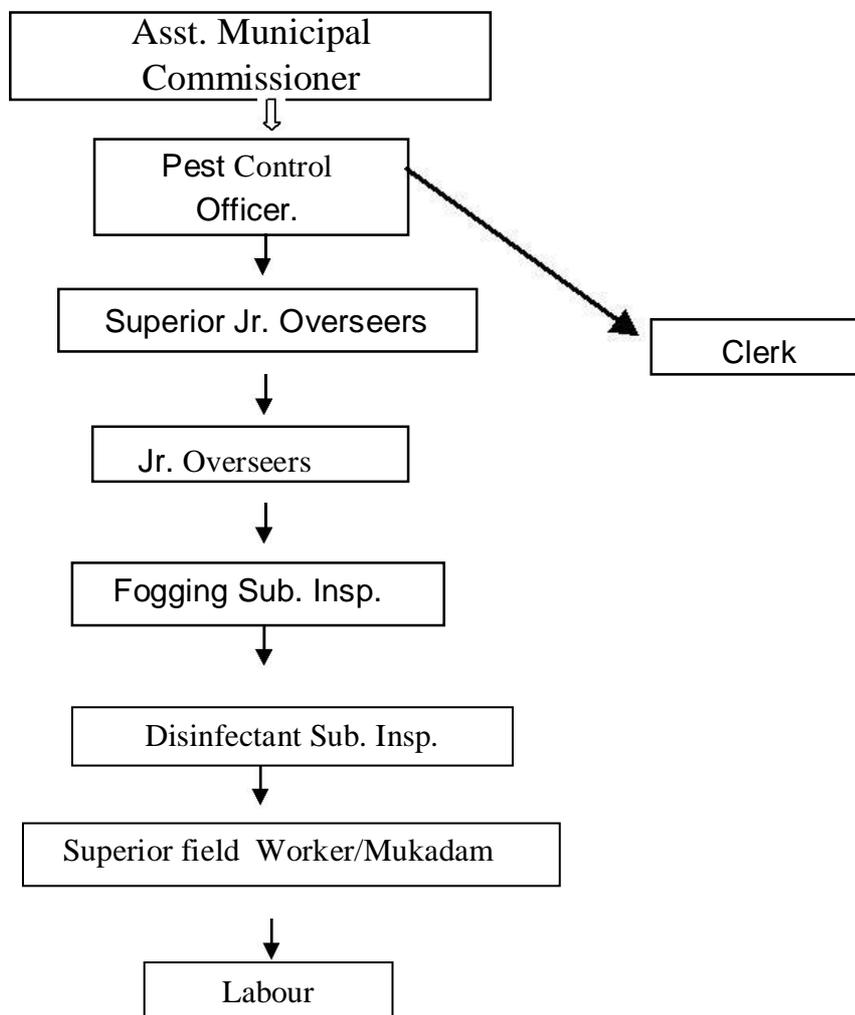 Asst. Municipal
Commissioner
Pest Control
Officer.
Superior Jr. Overseers
Clerk
Jr. Overseers
Fogging Sub. Insp.
Disinfectant Sub. Insp.
Superior field Worker/Mukadam
Labour